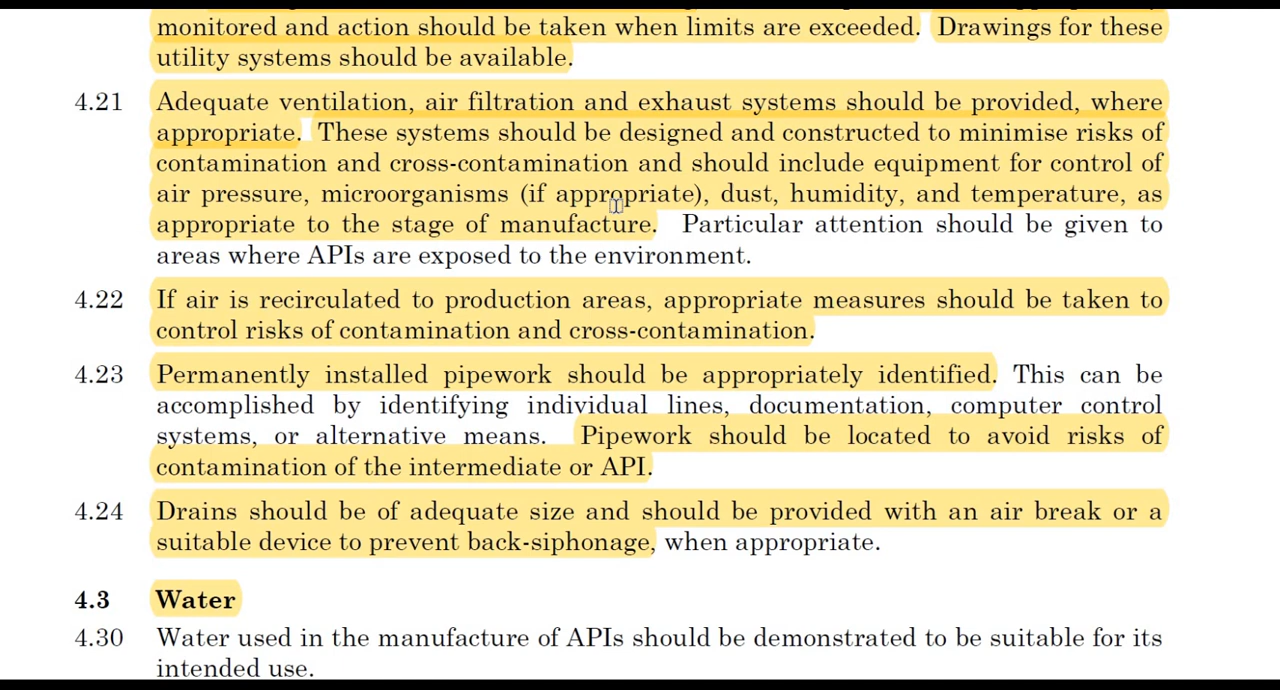 monitored and action should be taken when limits are exceeded. Drawings for these
utility systems should be available.
4.21 Adequate ventilation, air filtration and exhaust systems should be provided, where
appropriate. These systems should be designed and constructed to minimise risks of
contamination and cross-contamination and should include equipment for control of
air pressure, microorganisms (if appropriate), dust, humidity, and temperature, as
appropriate to the stage of manufacture. Particular attention should be given to
areas where APIs are exposed to the environment.
4.22 If air is recirculated to production areas, appropriate measures should be taken to
control risks of contamination and cross-contamination.
4.23 Permanently installed pipework should be appropriately identified. This can be
accomplished by identifying individual lines, documentation, computer control
systems, or alternative means. Pipework should be located to avoid risks of
contamination of the intermediate or API.
4.24 Drains should be of adequate size and should be provided with an air break or a
suitable device to prevent back-siphonage, when appropriate.
4.3 Water
4.30 Water used in the manufacture of APIs should be demonstrated to be suitable for its
intended use.